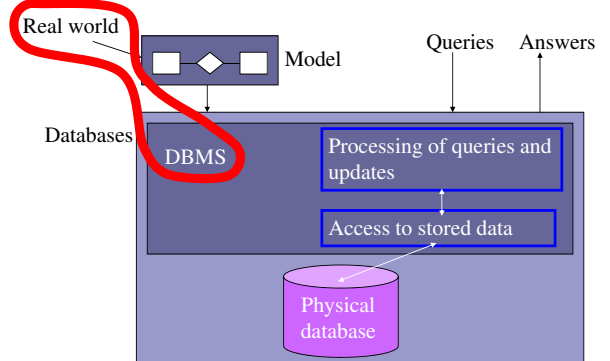 Real world
Model
Queries
Answers
Databases
DBMS
Processing of queries and
updates
Access to stored data
Physical
database